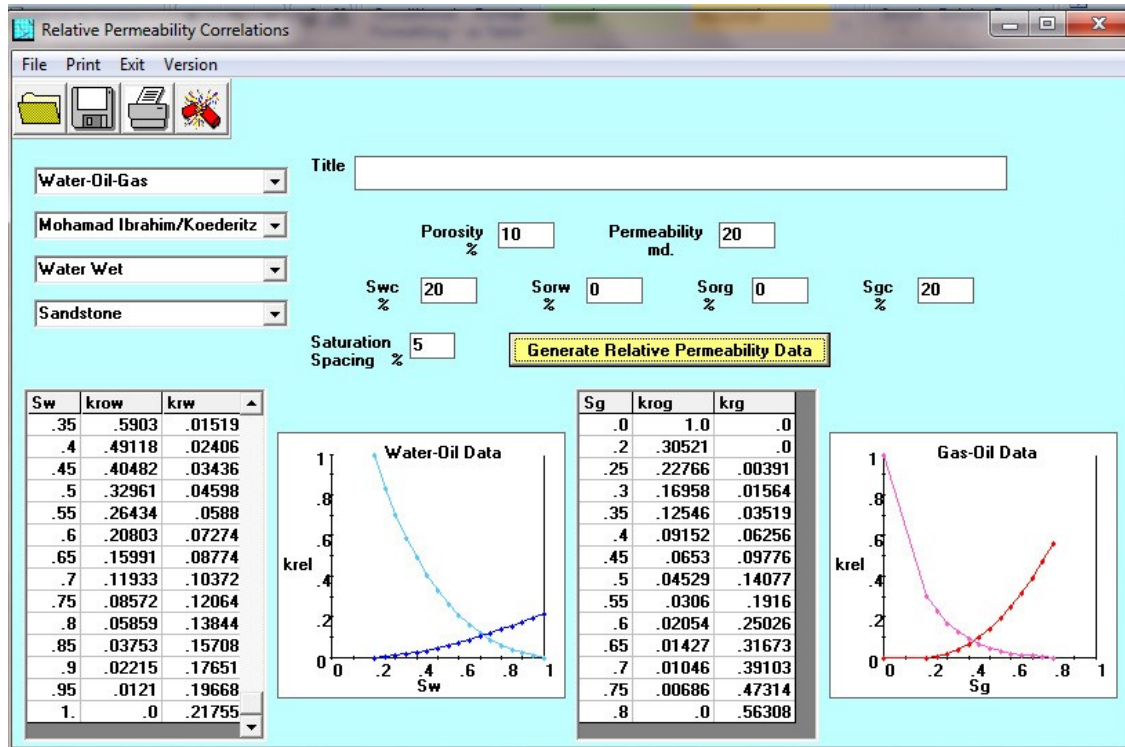 Relative Permeability Correlations
File Print Exit Version
Title
Water-Oil-Gas
Mohamad Ibrahim/Koederitz
Water Wet
Sandstone
Porosity % 10
Permeability md. 20
Swc % 20
Sorw % 0
Sorg % 0
Sgc % 20
Saturation Spacing % 5
Generate Relative Permeability Data
Sw krow krw
.35 .5903 .01519
.4 .49118 .02406
.45 .40482 .03436
.5 .32961 .04598
.55 .26434 .0588
.6 .20803 .07274
.65 .15991 .08774
.7 .11933 .10372
.75 .08572 .12064
.8 .05859 .13844
.85 .03753 .15708
.9 .02215 .17651
.95 .0121 .19668
1. .0 .21755
Water-Oil Data
1
.8
.6
krel .4
.2
0
0 .2 .4 .6 .8 1
Sw
Sg krog krg
.0 1.0 .0
.2 .30521 .0
.25 .22766 .00391
.3 .16958 .01564
.35 .12546 .03519
.4 .09152 .06256
.45 .0653 .09776
.5 .04529 .14077
.55 .0306 .1916
.6 .02054 .25026
.65 .01427 .31673
.7 .01046 .39103
.75 .00686 .47314
.8 .0 .56308
Gas-Oil Data
1
.8
.6
krel .4
.2
0
0 .2 .4 .6 .8 1
Sg